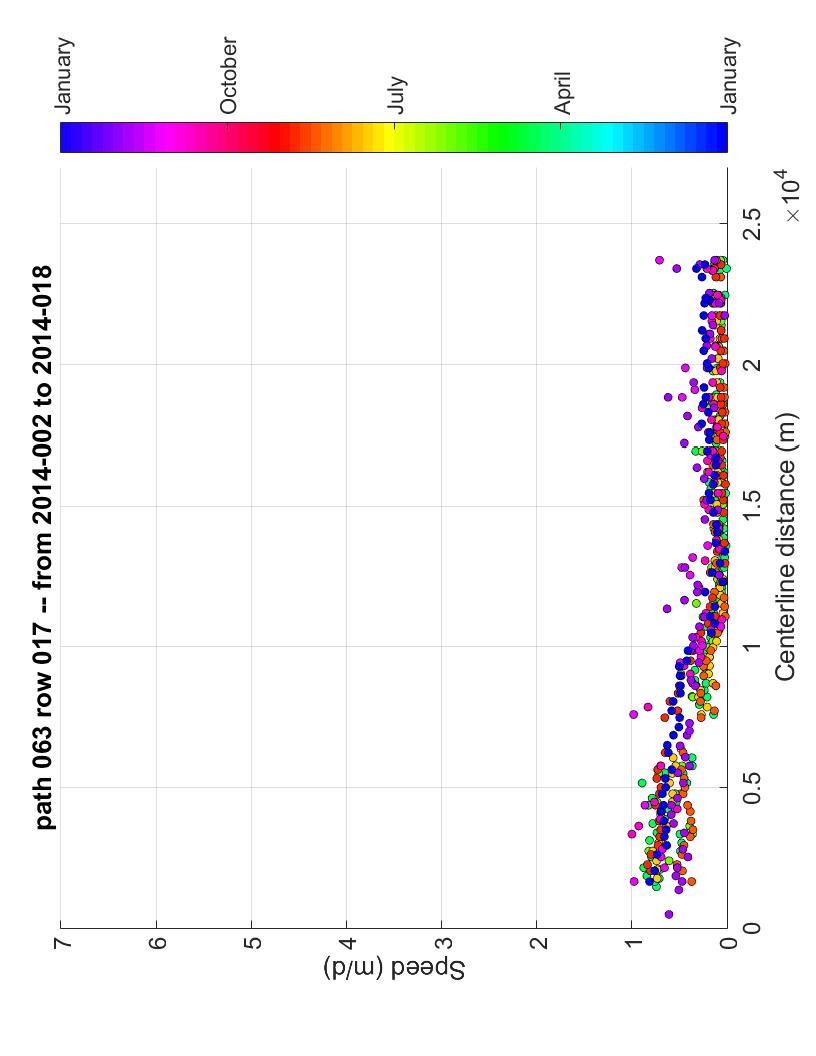 path 063 row 017 -- from 2014-002 to 2014-018
Speed (m/d)
7
6
5
4
3
2
1
0
0
0.5
1
1.5
2
2.5
×10^4
Centerline distance (m)
January
October
July
April
January